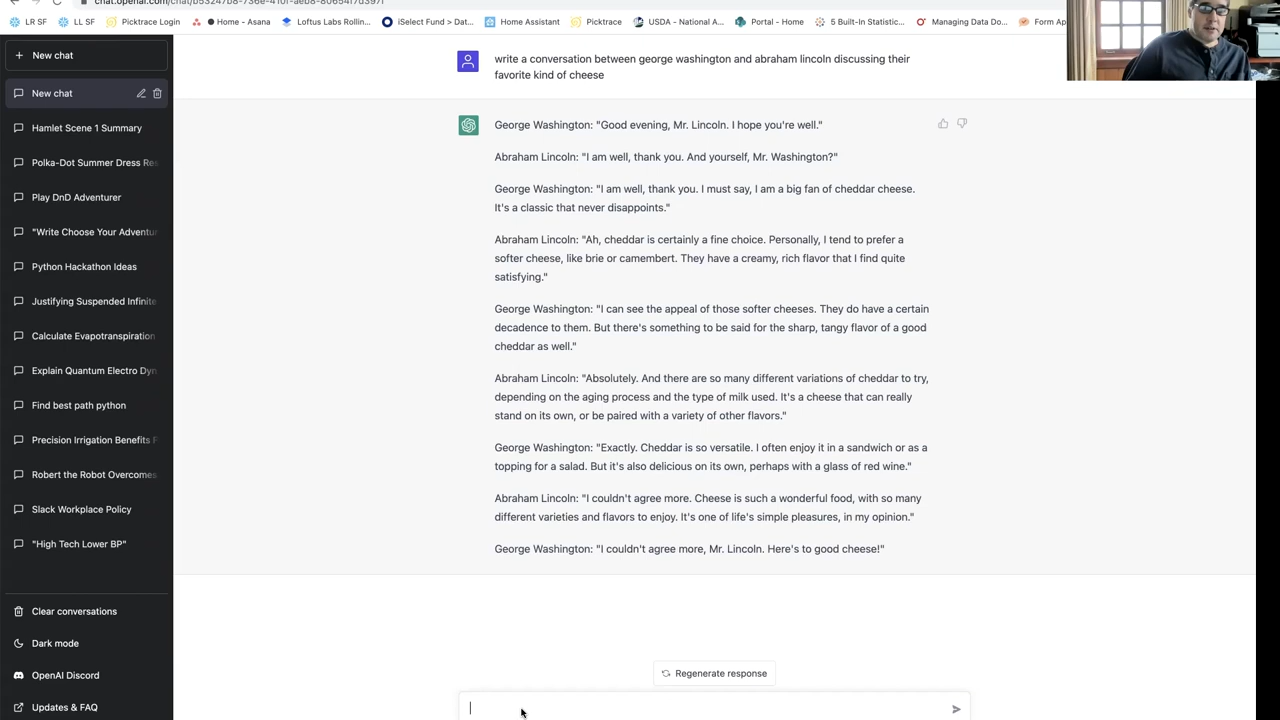 chat.openai.com/chat/b53247b8-736c-410f-aeb8-80654f7d3971
LR SF
LL SF
Picktrace Login
Home - Asana
Loftus Labs Rollin...
iSelect Fund > Dat...
Home Assistant
Picktrace
USDA - National A...
Portal - Home
5 Built-In Statistic...
Managing Data Do...
Form Ap
New chat
New chat
Hamlet Scene 1 Summary
Polka-Dot Summer Dress Res
Play DnD Adventurer
"Write Choose Your Adventu
Python Hackathon Ideas
Justifying Suspended Infinite
Calculate Evapotranspiration
Explain Quantum Electro Dyn
Find best path python
Precision Irrigation Benefits F
Robert the Robot Overcomes
Slack Workplace Policy
"High Tech Lower BP"
Clear conversations
Dark mode
OpenAI Discord
Updates & FAQ
write a conversation between george washington and abraham lincoln discussing their
favorite kind of cheese
George Washington: "Good evening, Mr. Lincoln. I hope you're well."
Abraham Lincoln: "I am well, thank you. And yourself, Mr. Washington?"
George Washington: "I am well, thank you. I must say, I am a big fan of cheddar cheese.
It's a classic that never disappoints."
Abraham Lincoln: "Ah, cheddar is certainly a fine choice. Personally, I tend to prefer a
softer cheese, like brie or camembert. They have a creamy, rich flavor that I find quite
satisfying."
George Washington: "I can see the appeal of those softer cheeses. They do have a certain
decadence to them. But there's something to be said for the sharp, tangy flavor of a good
cheddar as well."
Abraham Lincoln: "Absolutely. And there are so many different variations of cheddar to try,
depending on the aging process and the type of milk used. It's a cheese that can really
stand on its own, or be paired with a variety of other flavors."
George Washington: "Exactly. Cheddar is so versatile. I often enjoy it in a sandwich or as a
topping for a salad. But it's also delicious on its own, perhaps with a glass of red wine."
Abraham Lincoln: "I couldn't agree more. Cheese is such a wonderful food, with so many
different varieties and flavors to enjoy. It's one of life's simple pleasures, in my opinion."
George Washington: "I couldn't agree more, Mr. Lincoln. Here's to good cheese!"
Regenerate response